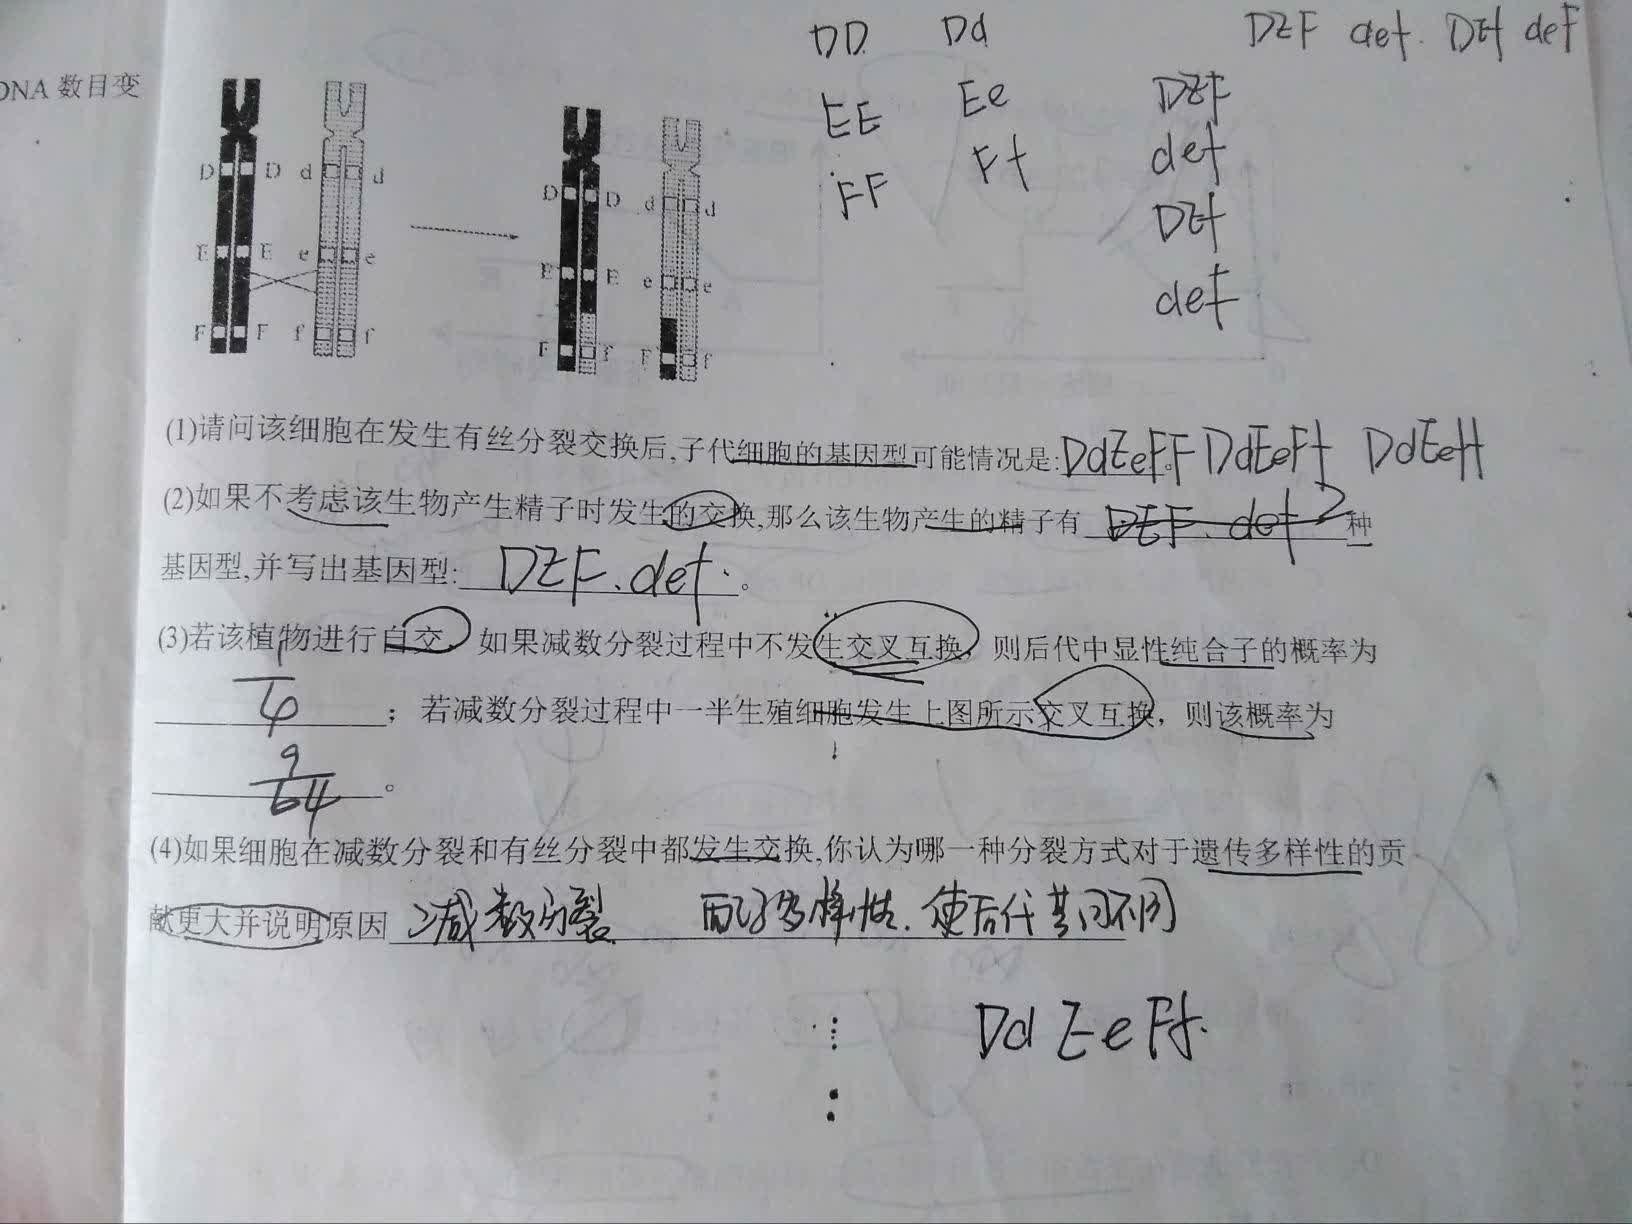 DD Dd DEF def. DEf deF
DNA 数目变
EE Ee DEF
FF Ff def
DEf
deF
D D d d
E E e e
F F f f
D D d d
E E e e
F f F f
(1)请问该细胞在发生有丝分裂交换后,子代细胞的基因型可能情况是: DdEeFF DdEeFf DdEeff 。
(2)如果不考虑该生物产生精子时发生的交换,那么该生物产生的精子有 DEF. def 2 种
基因型,并写出基因型: DEF. def. 。
(3)若该植物进行自交, 如果减数分裂过程中不发生交叉互换, 则后代中显性纯合子的概率为
; 若减数分裂过程中一半生殖细胞发生上图所示交叉互换, 则该概率为
9/64 。
(4)如果细胞在减数分裂和有丝分裂中都发生交换,你认为哪一种分裂方式对于遗传多样性的贡
献更大并说明原因 减数分裂. 配子多样性. 使后代
DdEeFf.